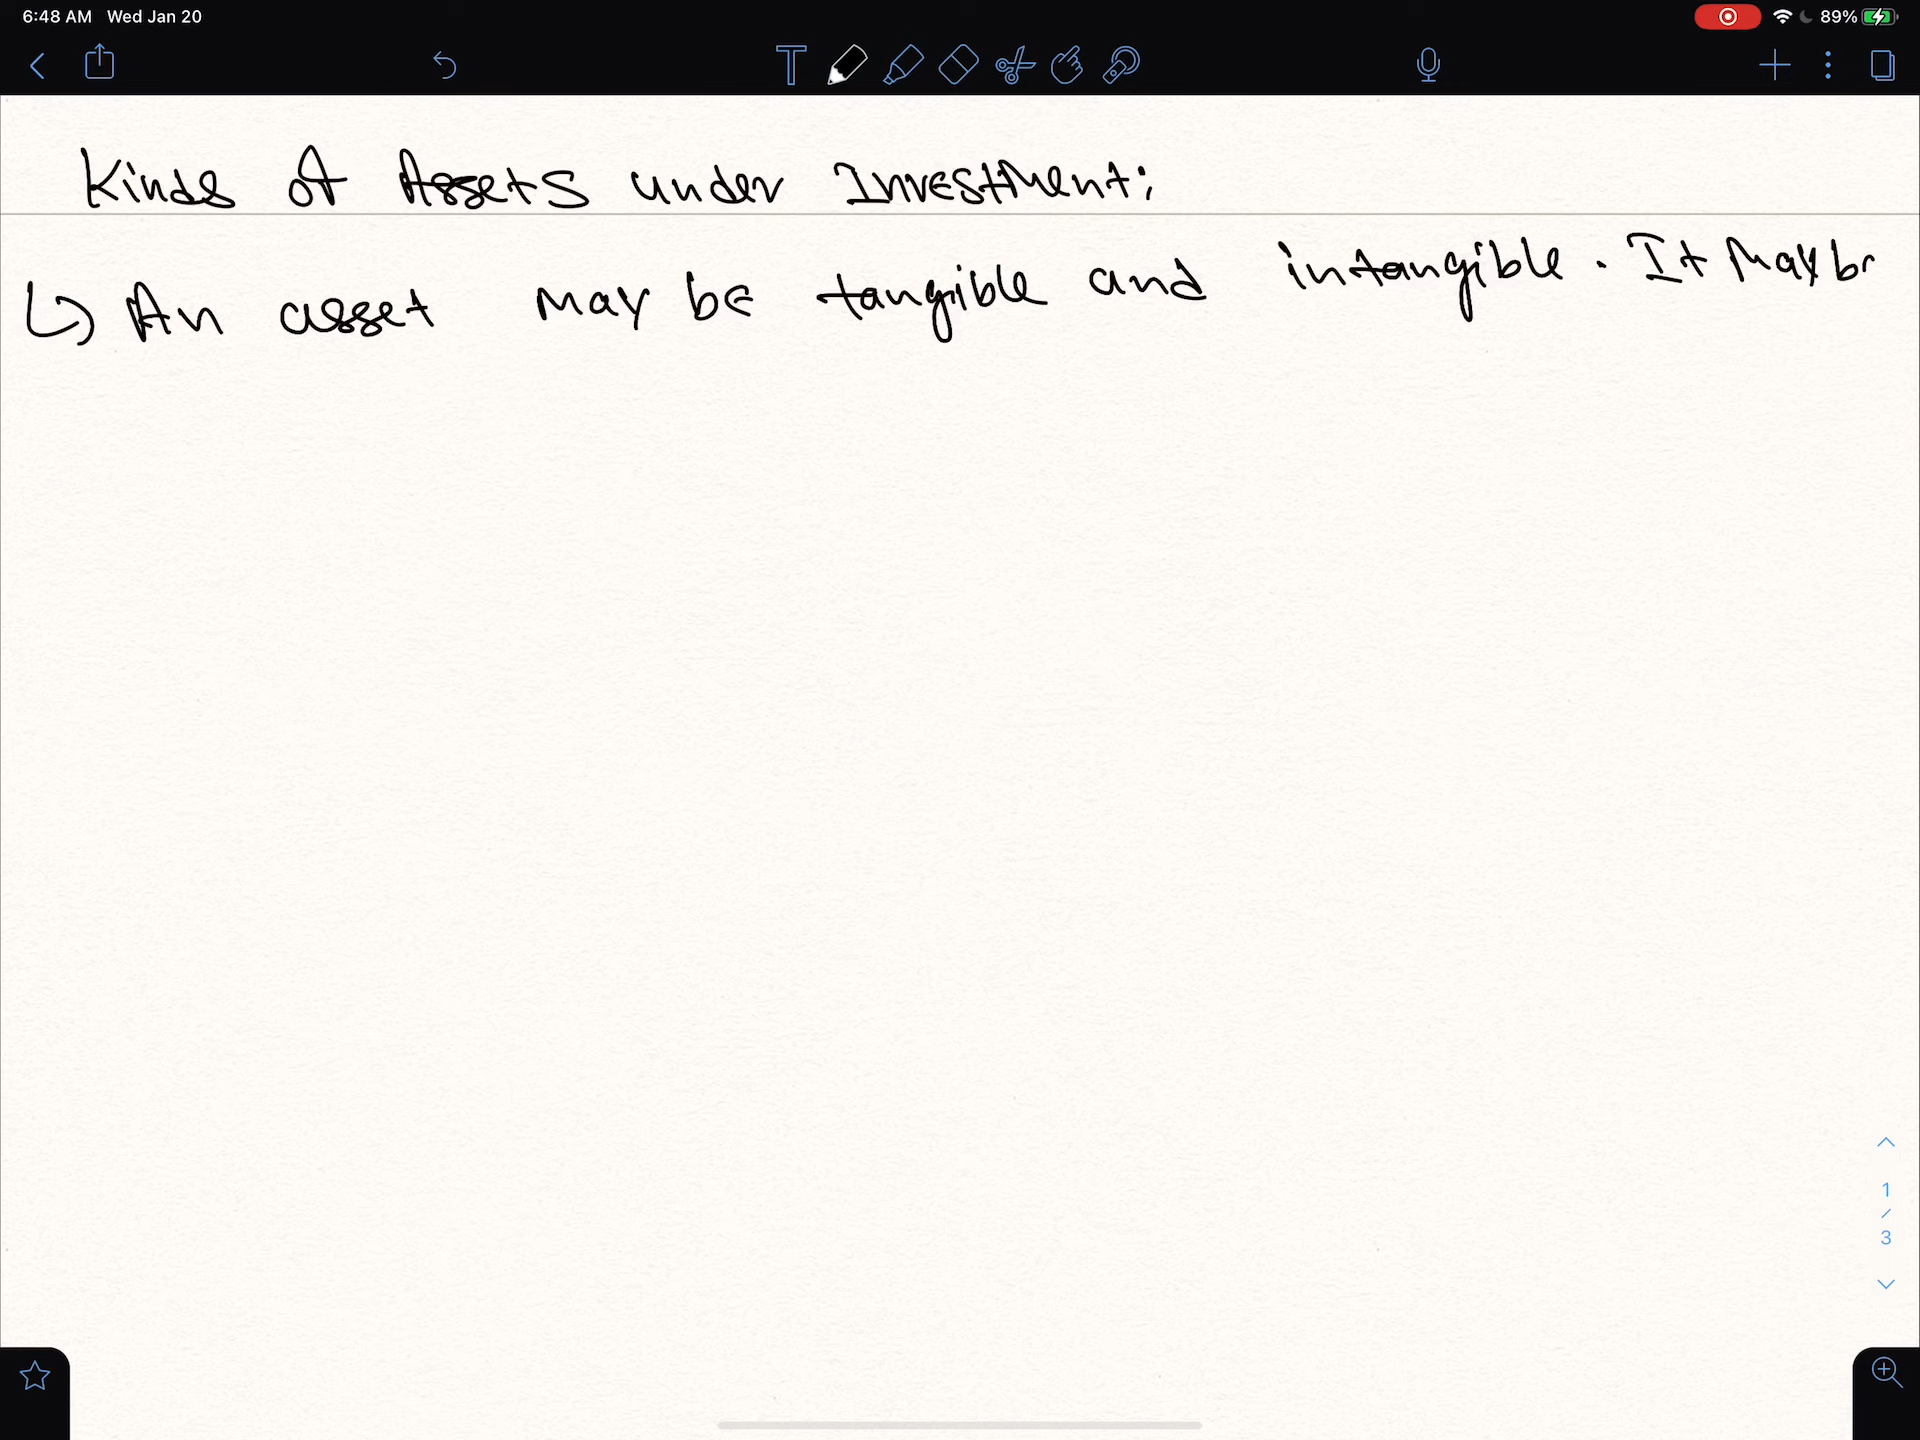 6:48 AM Wed Jan 20
89%
Kinds of Assets under Investment:
↳ An asset may be tangible and intangible. It may be
1
/
3